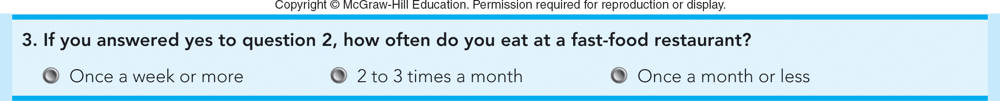 Copyright © McGraw-Hill Education. Permission required for reproduction or display.
3. If you answered yes to question 2, how often do you eat at a fast-food restaurant?
Once a week or more 2 to 3 times a month Once a month or less